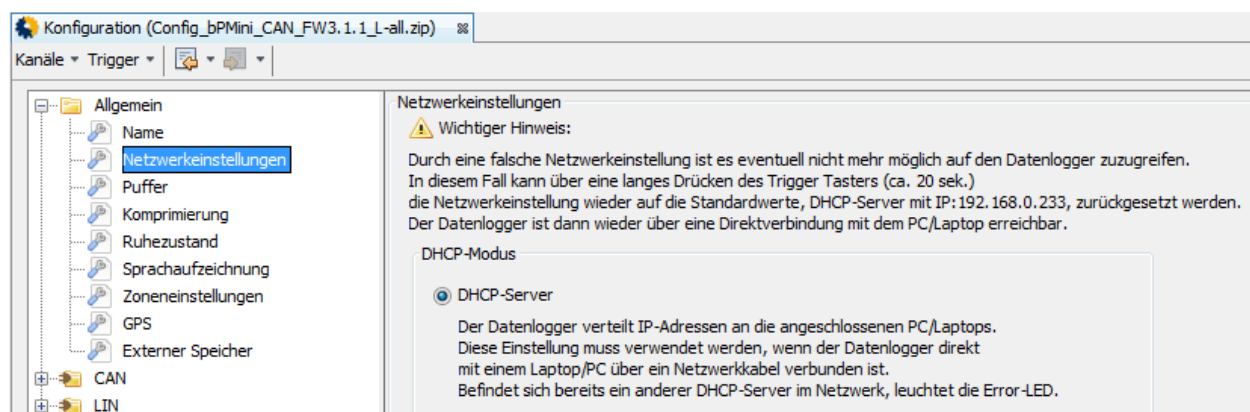 Konfiguration (Config_bPMini_CAN_FW3.1.1_L-all.zip)
Kanäle Trigger
Allgemein
Name
Netzwerkeinstellungen
Puffer
Komprimierung
Ruhezustand
Sprachaufzeichnung
Zoneneinstellungen
GPS
Externer Speicher
CAN
LIN
Netzwerkeinstellungen
Wichtiger Hinweis:
Durch eine falsche Netzwerkeinstellung ist es eventuell nicht mehr möglich auf den Datenlogger zuzugreifen.
In diesem Fall kann über eine langes Drücken des Trigger Tasters (ca. 20 sek.)
die Netzwerkeinstellung wieder auf die Standardwerte, DHCP-Server mit IP:192.168.0.233, zurückgesetzt werden.
Der Datenlogger ist dann wieder über eine Direktverbindung mit dem PC/Laptop erreichbar.
DHCP-Modus
DHCP-Server
Der Datenlogger verteilt IP-Adressen an die angeschlossenen PC/Laptops.
Diese Einstellung muss verwendet werden, wenn der Datenlogger direkt
mit einem Laptop/PC über ein Netzwerkkabel verbunden ist.
Befindet sich bereits ein anderer DHCP-Server im Netzwerk, leuchtet die Error-LED.